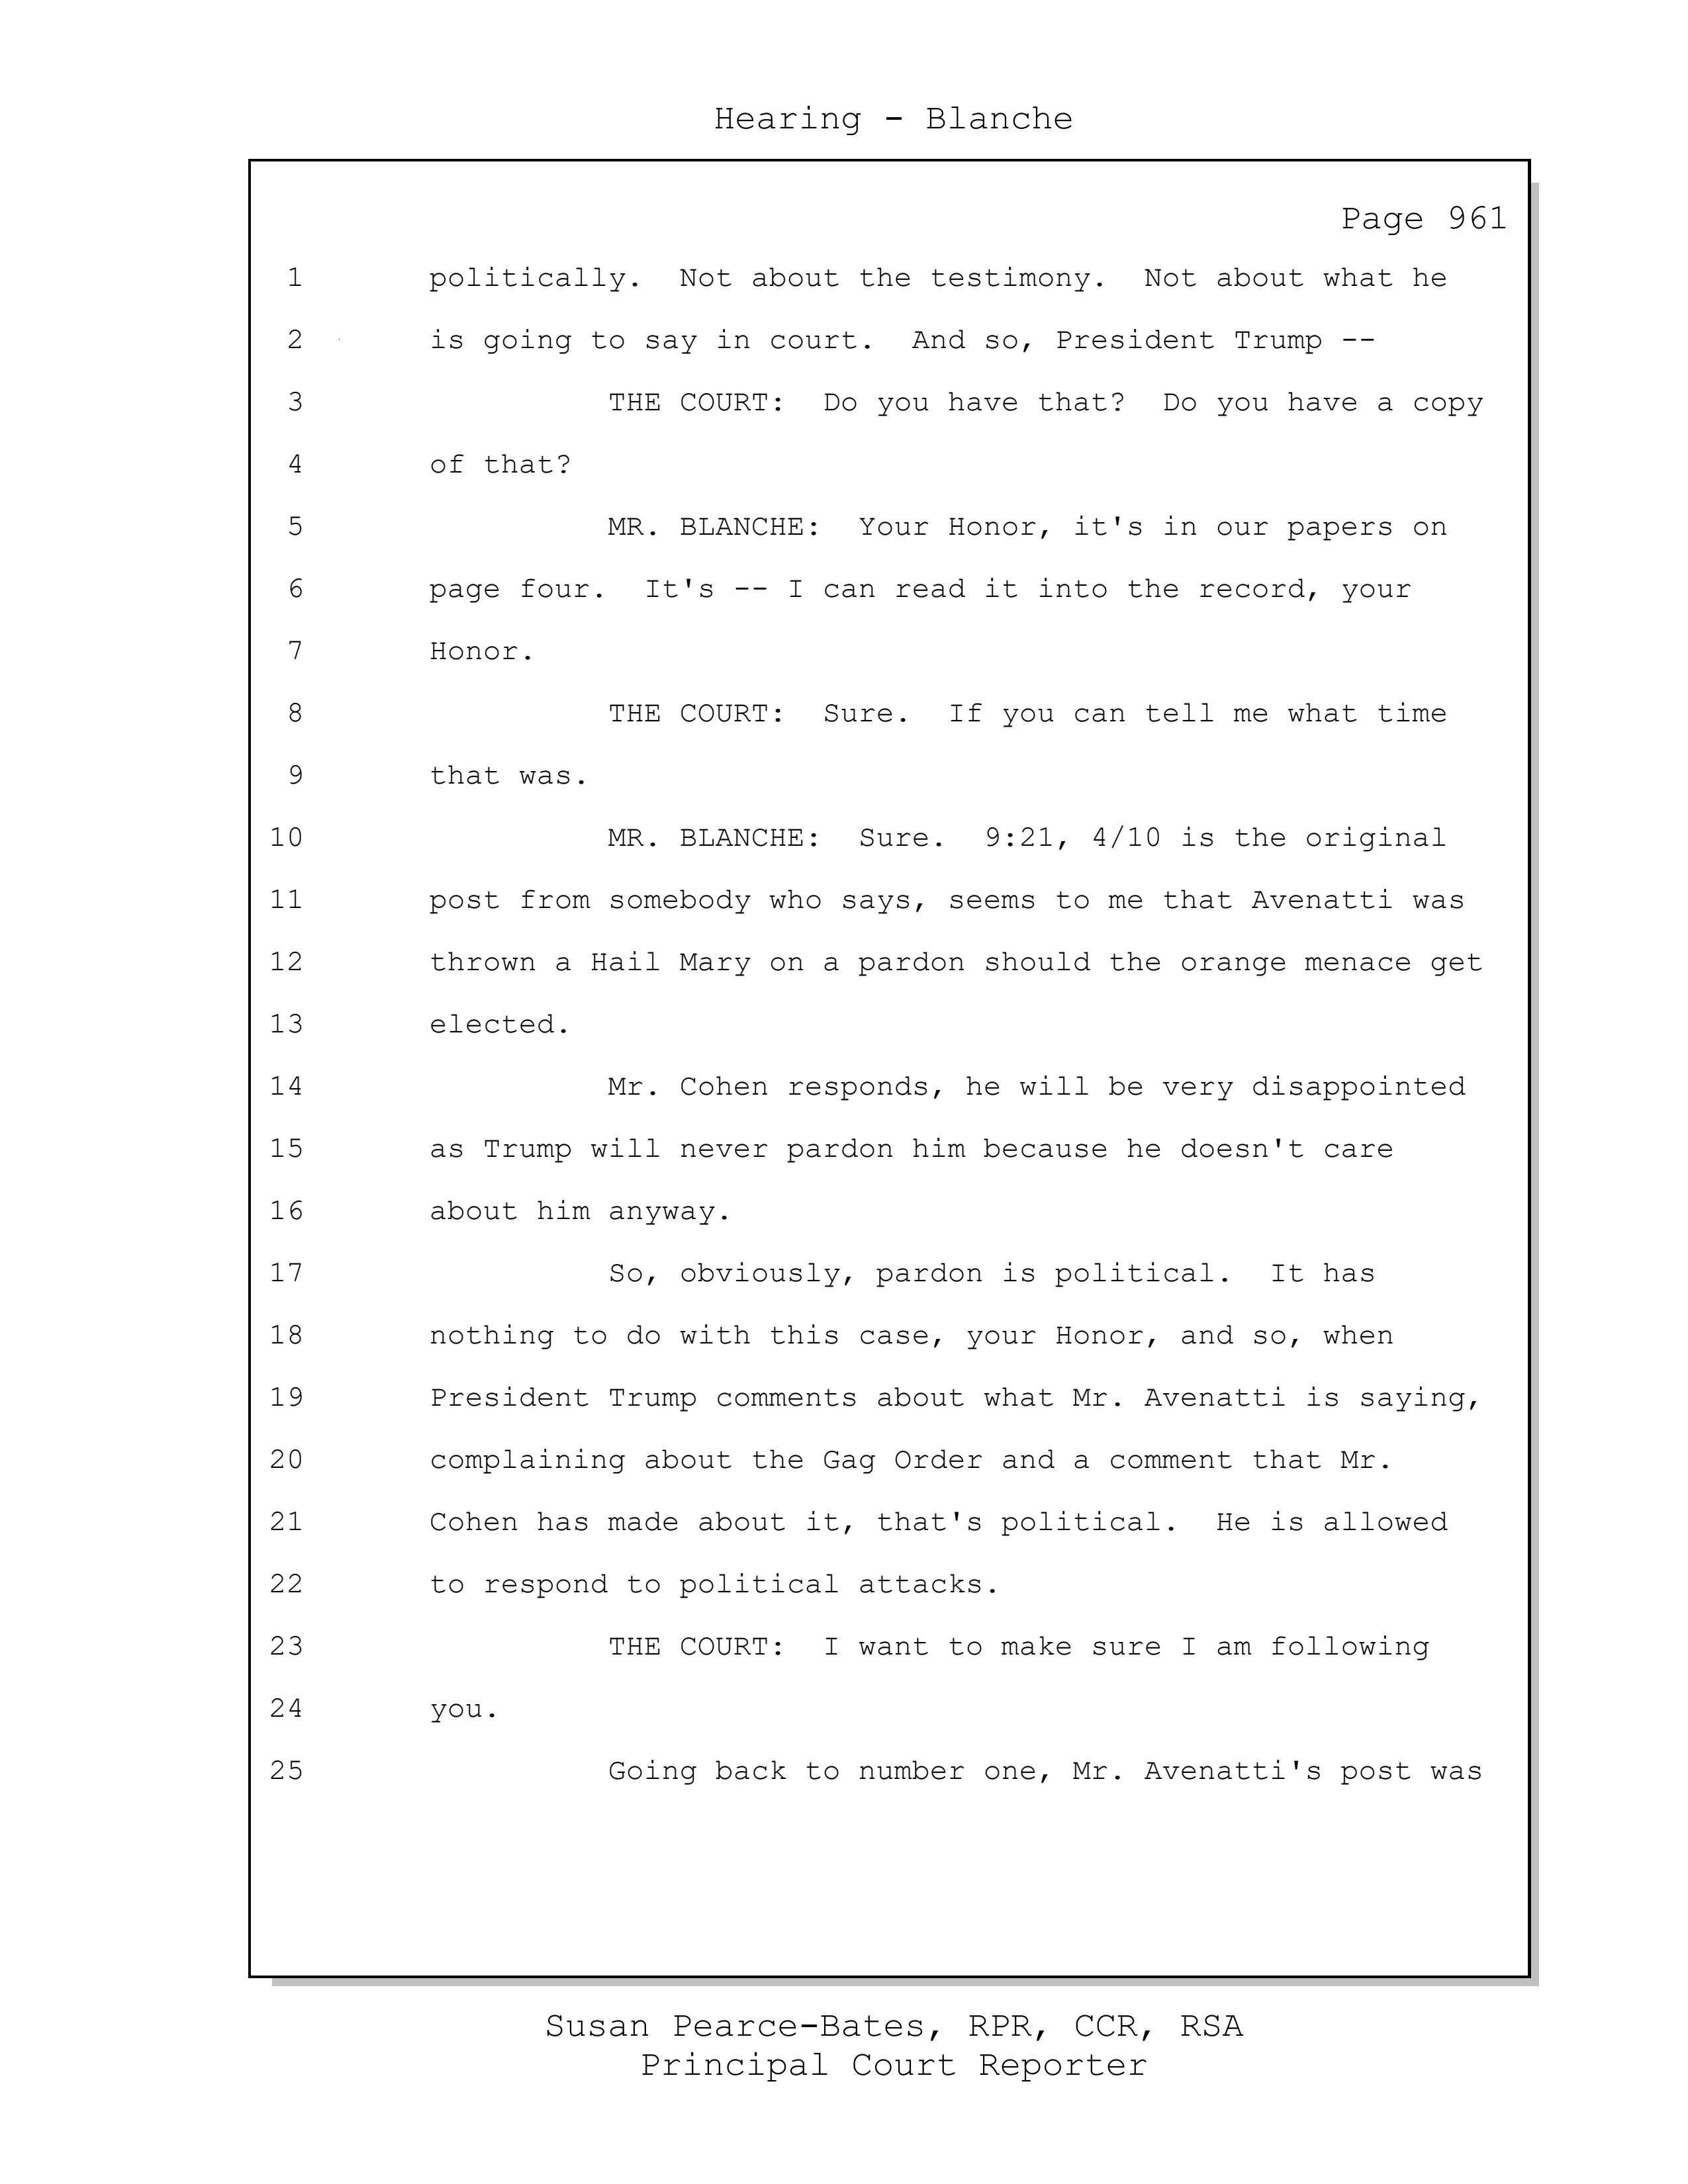 Hearing - Blanche
Page 961
1 politically.  Not about the testimony.  Not about what he
2 is going to say in court.  And so, President Trump --
3 THE COURT:  Do you have that?  Do you have a copy
4 of that?
5 MR. BLANCHE:  Your Honor, it's in our papers on
6 page four.  It's -- I can read it into the record, your
7 Honor.
8 THE COURT:  Sure.  If you can tell me what time
9 that was.
10 MR. BLANCHE:  Sure.  9:21, 4/10 is the original
11 post from somebody who says, seems to me that Avenatti was
12 thrown a Hail Mary on a pardon should the orange menace get
13 elected.
14 Mr. Cohen responds, he will be very disappointed
15 as Trump will never pardon him because he doesn't care
16 about him anyway.
17 So, obviously, pardon is political.  It has
18 nothing to do with this case, your Honor, and so, when
19 President Trump comments about what Mr. Avenatti is saying,
20 complaining about the Gag Order and a comment that Mr.
21 Cohen has made about it, that's political.  He is allowed
22 to respond to political attacks.
23 THE COURT:  I want to make sure I am following
24 you.
25 Going back to number one, Mr. Avenatti's post was
Susan Pearce-Bates, RPR, CCR, RSA
Principal Court Reporter